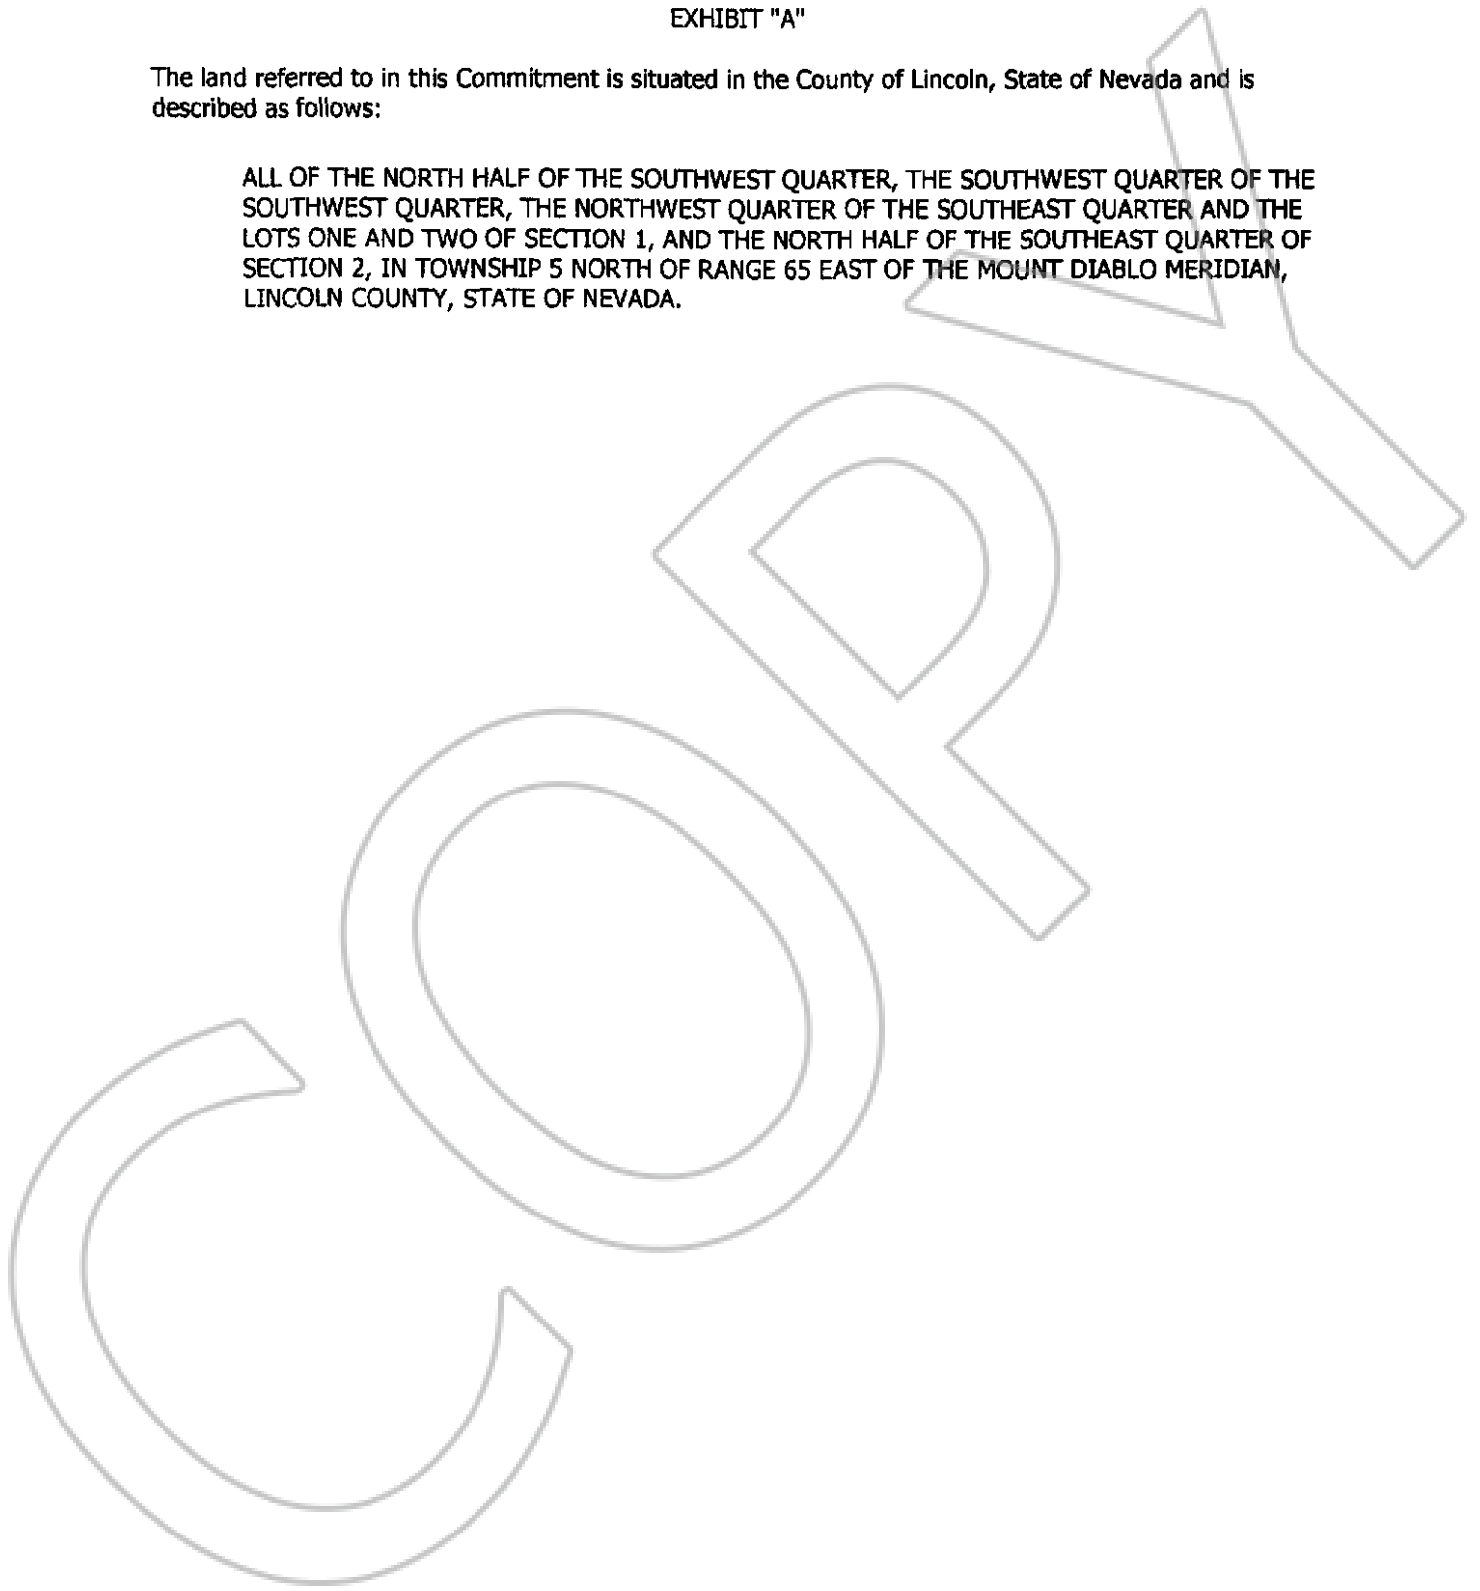 EXHIBIT "A"
The land referred to in this Commitment is situated in the County of Lincoln, State of Nevada and is
described as follows:
ALL OF THE NORTH HALF OF THE SOUTHWEST QUARTER, THE SOUTHWEST QUARTER OF THE
SOUTHWEST QUARTER, THE NORTHWEST QUARTER OF THE SOUTHEAST QUARTER AND THE
LOTS ONE AND TWO OF SECTION 1, AND THE NORTH HALF OF THE SOUTHEAST QUARTER OF
SECTION 2, IN TOWNSHIP 5 NORTH OF RANGE 65 EAST OF THE MOUNT DIABLO MERIDIAN,
LINCOLN COUNTY, STATE OF NEVADA.
COPY